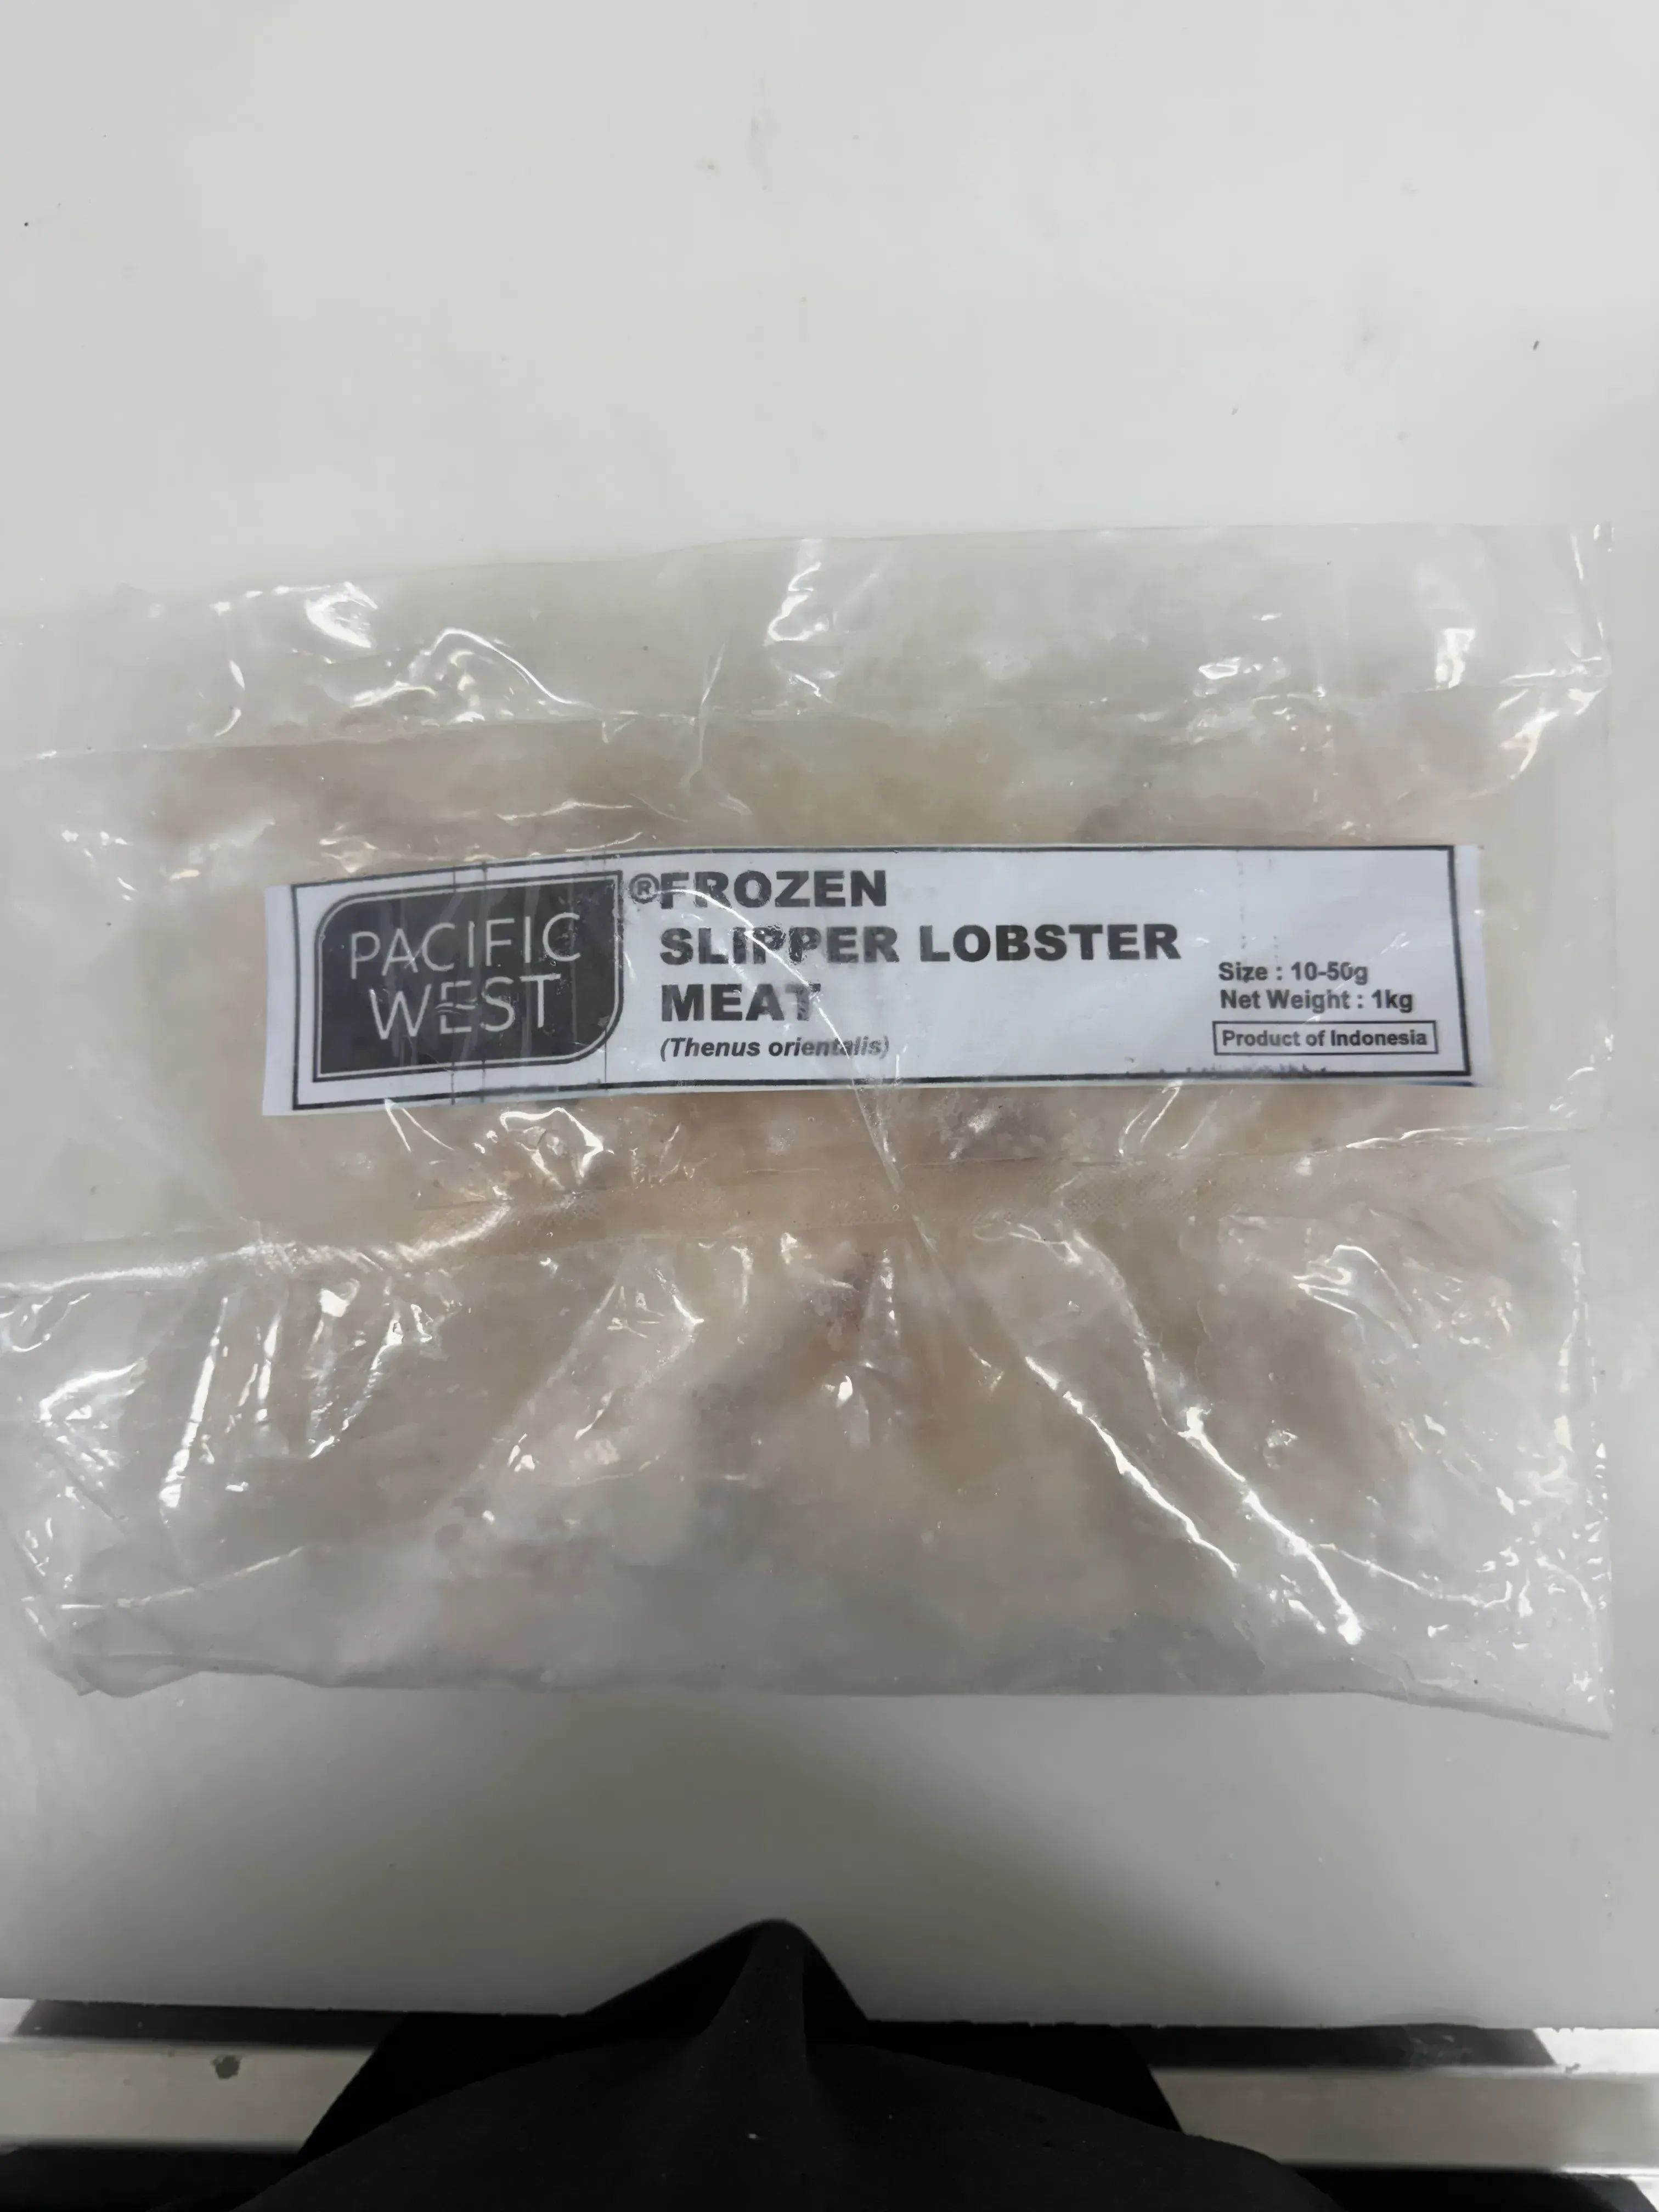 PACIFIC
WEST
®
FROZEN
SLIPPER LOBSTER
MEAT
(Thenus orientalis)
Size : 10-50g
Net Weight : 1kg
Product of Indonesia